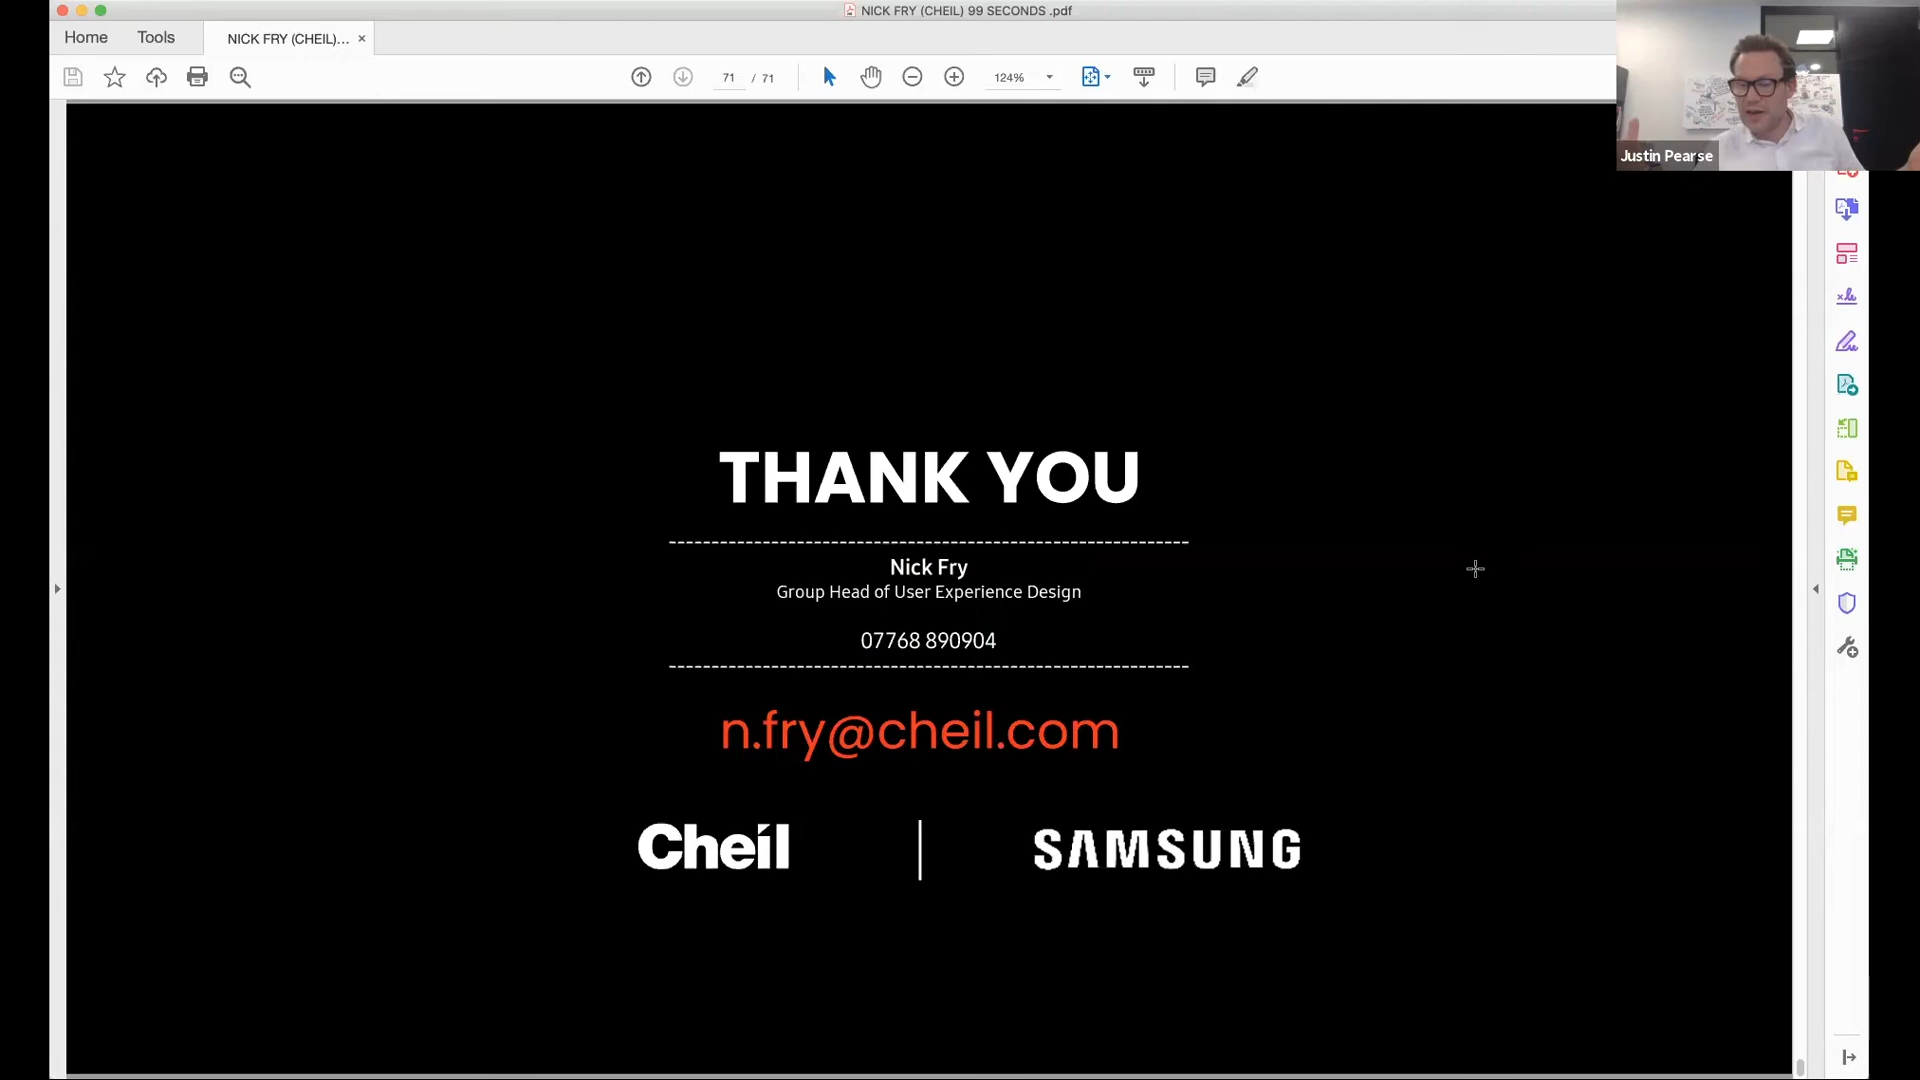 NICK FRY (CHEIL) 99 SECONDS .pdf
Home Tools NICK FRY (CHEIL)... ×
71 / 71 124%
Justin Pearse
THANK YOU
-------------------------------------------------------------
Nick Fry
Group Head of User Experience Design
07768 890904
-------------------------------------------------------------
n.fry@cheil.com
Cheil | SAMSUNG